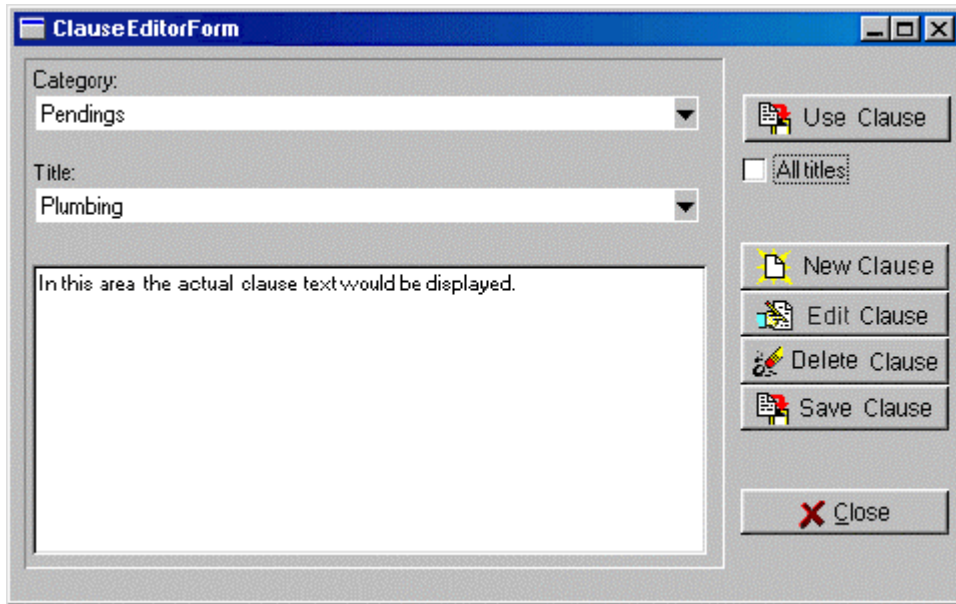 ClauseEditorForm
Category:
Pendings
Title:
Plumbing
In this area the actual clause text would be displayed.
Use Clause
All titles
New Clause
Edit Clause
Delete Clause
Save Clause
Close